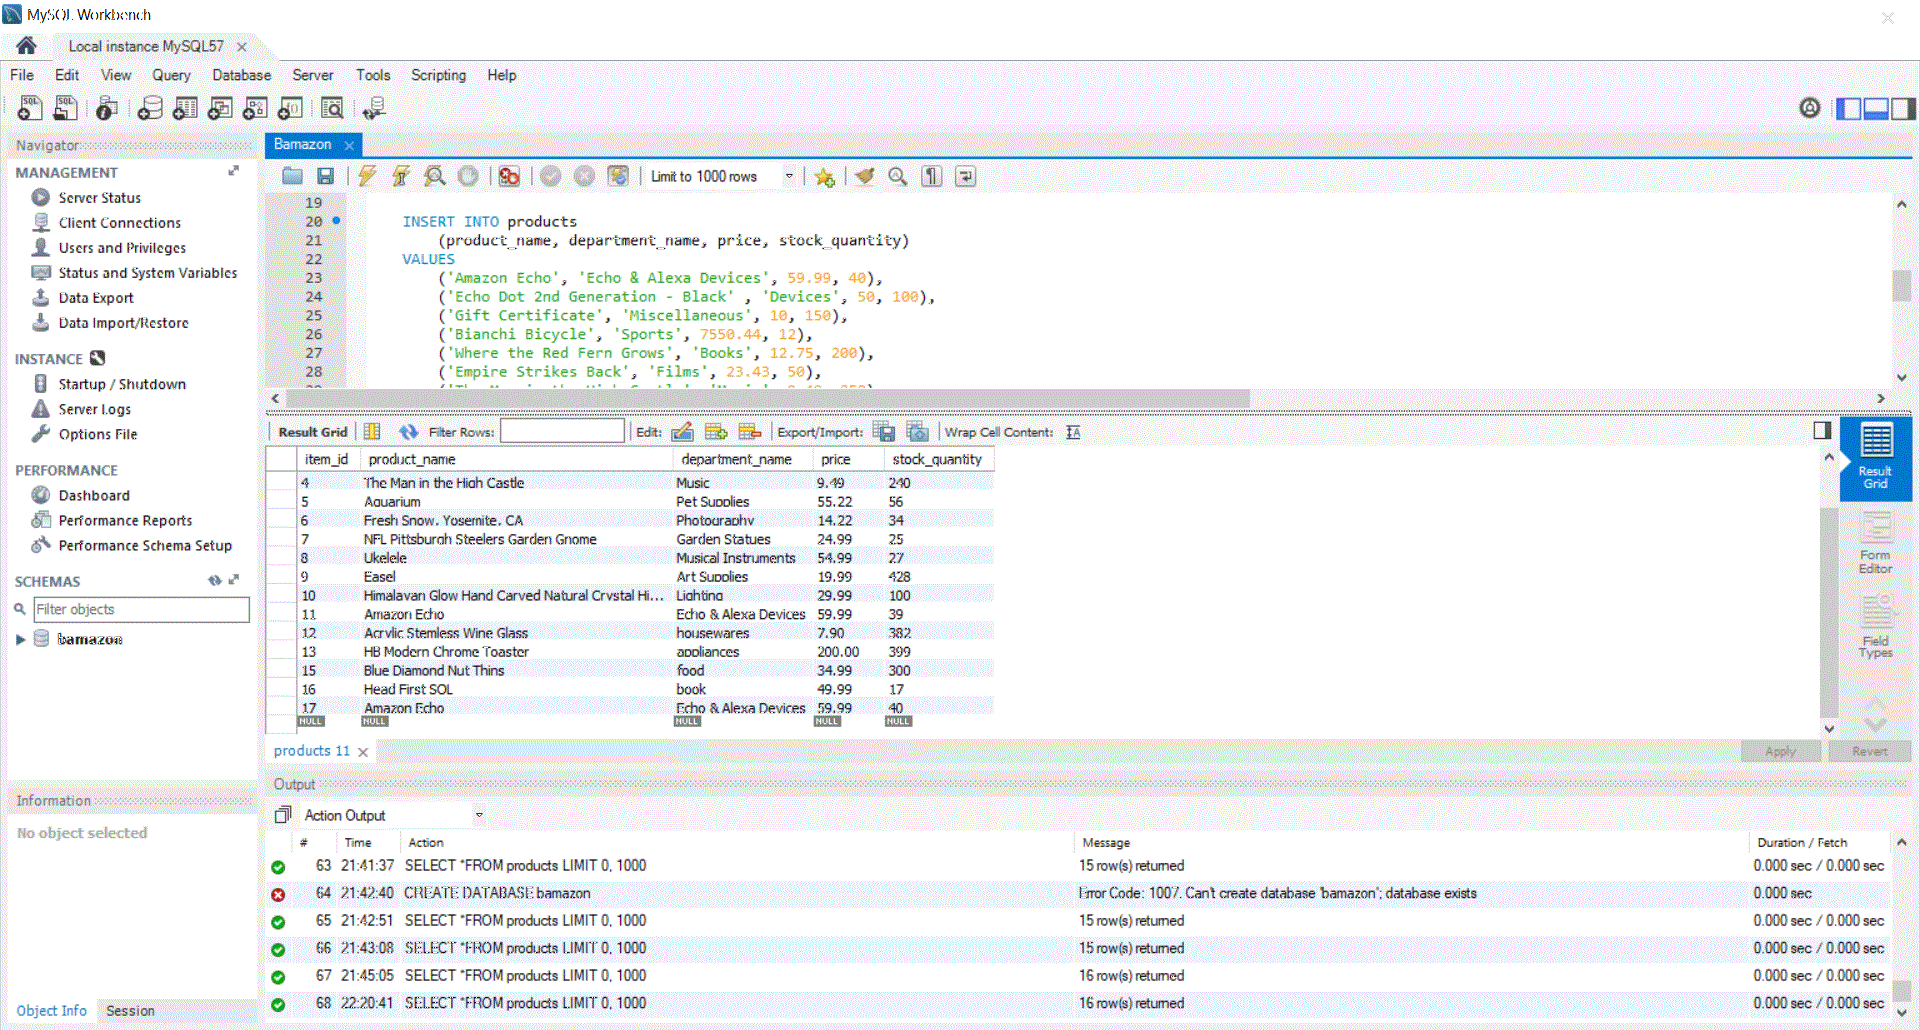 MySQL Workbench
Local instance MySQL57
File Edit View Query Database Server Tools Scripting Help
Navigator
MANAGEMENT
Server Status
Client Connections
Users and Privileges
Status and System Variables
Data Export
Data Import/Restore
INSTANCE
Startup / Shutdown
Server Logs
Options File
PERFORMANCE
Dashboard
Performance Reports
Performance Schema Setup
SCHEMAS
Filter objects
bamazon
Information
No object selected
Object Info Session
Bamazon
Limit to 1000 rows
19
20 INSERT INTO products
21 (product_name, department_name, price, stock_quantity)
22 VALUES
23 ('Amazon Echo', 'Echo & Alexa Devices', 59.99, 40),
24 ('Echo Dot 2nd Generation - Black' , 'Devices', 50, 100),
25 ('Gift Certificate', 'Miscellaneous', 10, 150),
26 ('Bianchi Bicycle', 'Sports', 7550.44, 12),
27 ('Where the Red Fern Grows', 'Books', 12.75, 200),
28 ('Empire Strikes Back', 'Films', 23.43, 50),
Result Grid Filter Rows: Edit: Export/Import: Wrap Cell Content:
item_id product_name department_name price stock_quantity
4 The Man in the High Castle Music 9.49 240
5 Aquarium Pet Supplies 55.22 56
6 Fresh Snow, Yosemite, CA Photography 14.22 34
7 NFL Pittsburgh Steelers Garden Gnome Garden Statues 24.99 25
8 Ukelele Musical Instruments 54.99 27
9 Easel Art Supplies 19.99 428
10 Himalayan Glow Hand Carved Natural Crystal Hi... Lighting 29.99 100
11 Amazon Echo Echo & Alexa Devices 59.99 39
12 Acrylic Stemless Wine Glass housewares 7.90 382
13 HB Modern Chrome Toaster appliances 200.00 399
15 Blue Diamond Nut Thins food 34.99 300
16 Head First SQL book 49.99 17
17 Amazon Echo Echo & Alexa Devices 59.99 40
NULL NULL NULL NULL NULL
Result Grid
Form Editor
Field Types
products 11
Apply Revert
Output
Action Output
# Time Action Message Duration / Fetch
63 21:41:37 SELECT *FROM products LIMIT 0, 1000 15 row(s) returned 0.000 sec / 0.000 sec
64 21:42:40 CREATE DATABASE bamazon Error Code: 1007. Can't create database 'bamazon'; database exists 0.000 sec
65 21:42:51 SELECT *FROM products LIMIT 0, 1000 15 row(s) returned 0.000 sec / 0.000 sec
66 21:43:08 SELECT *FROM products LIMIT 0, 1000 15 row(s) returned 0.000 sec / 0.000 sec
67 21:45:05 SELECT *FROM products LIMIT 0, 1000 16 row(s) returned 0.000 sec / 0.000 sec
68 22:20:41 SELECT *FROM products LIMIT 0, 1000 16 row(s) returned 0.000 sec / 0.000 sec